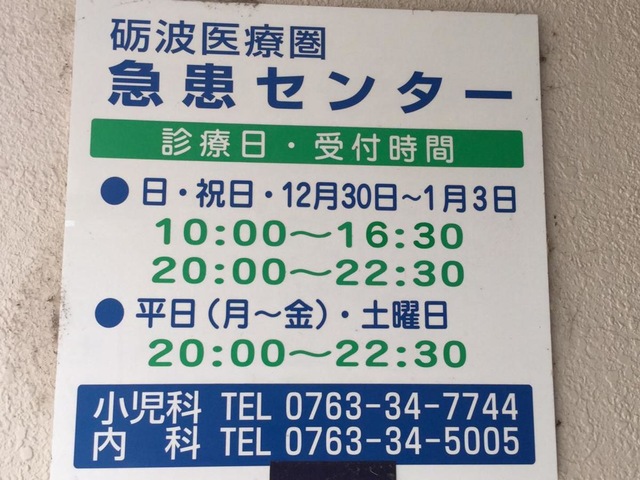 砺波医療圏
急患センター
診療日・受付時間
●日・祝日・12月30日～1月3日
10:00～16:30
20:00～22:30
●平日(月～金)・土曜日
20:00～22:30
小児科 TEL 0763-34-7744
内　科 TEL 0763-34-5005